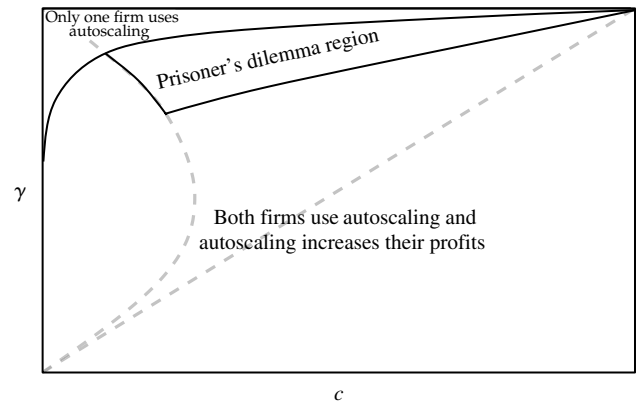 Only one firm uses
autoscaling
Prisoner's dilemma region
γ
Both firms use autoscaling and
autoscaling increases their profits
c